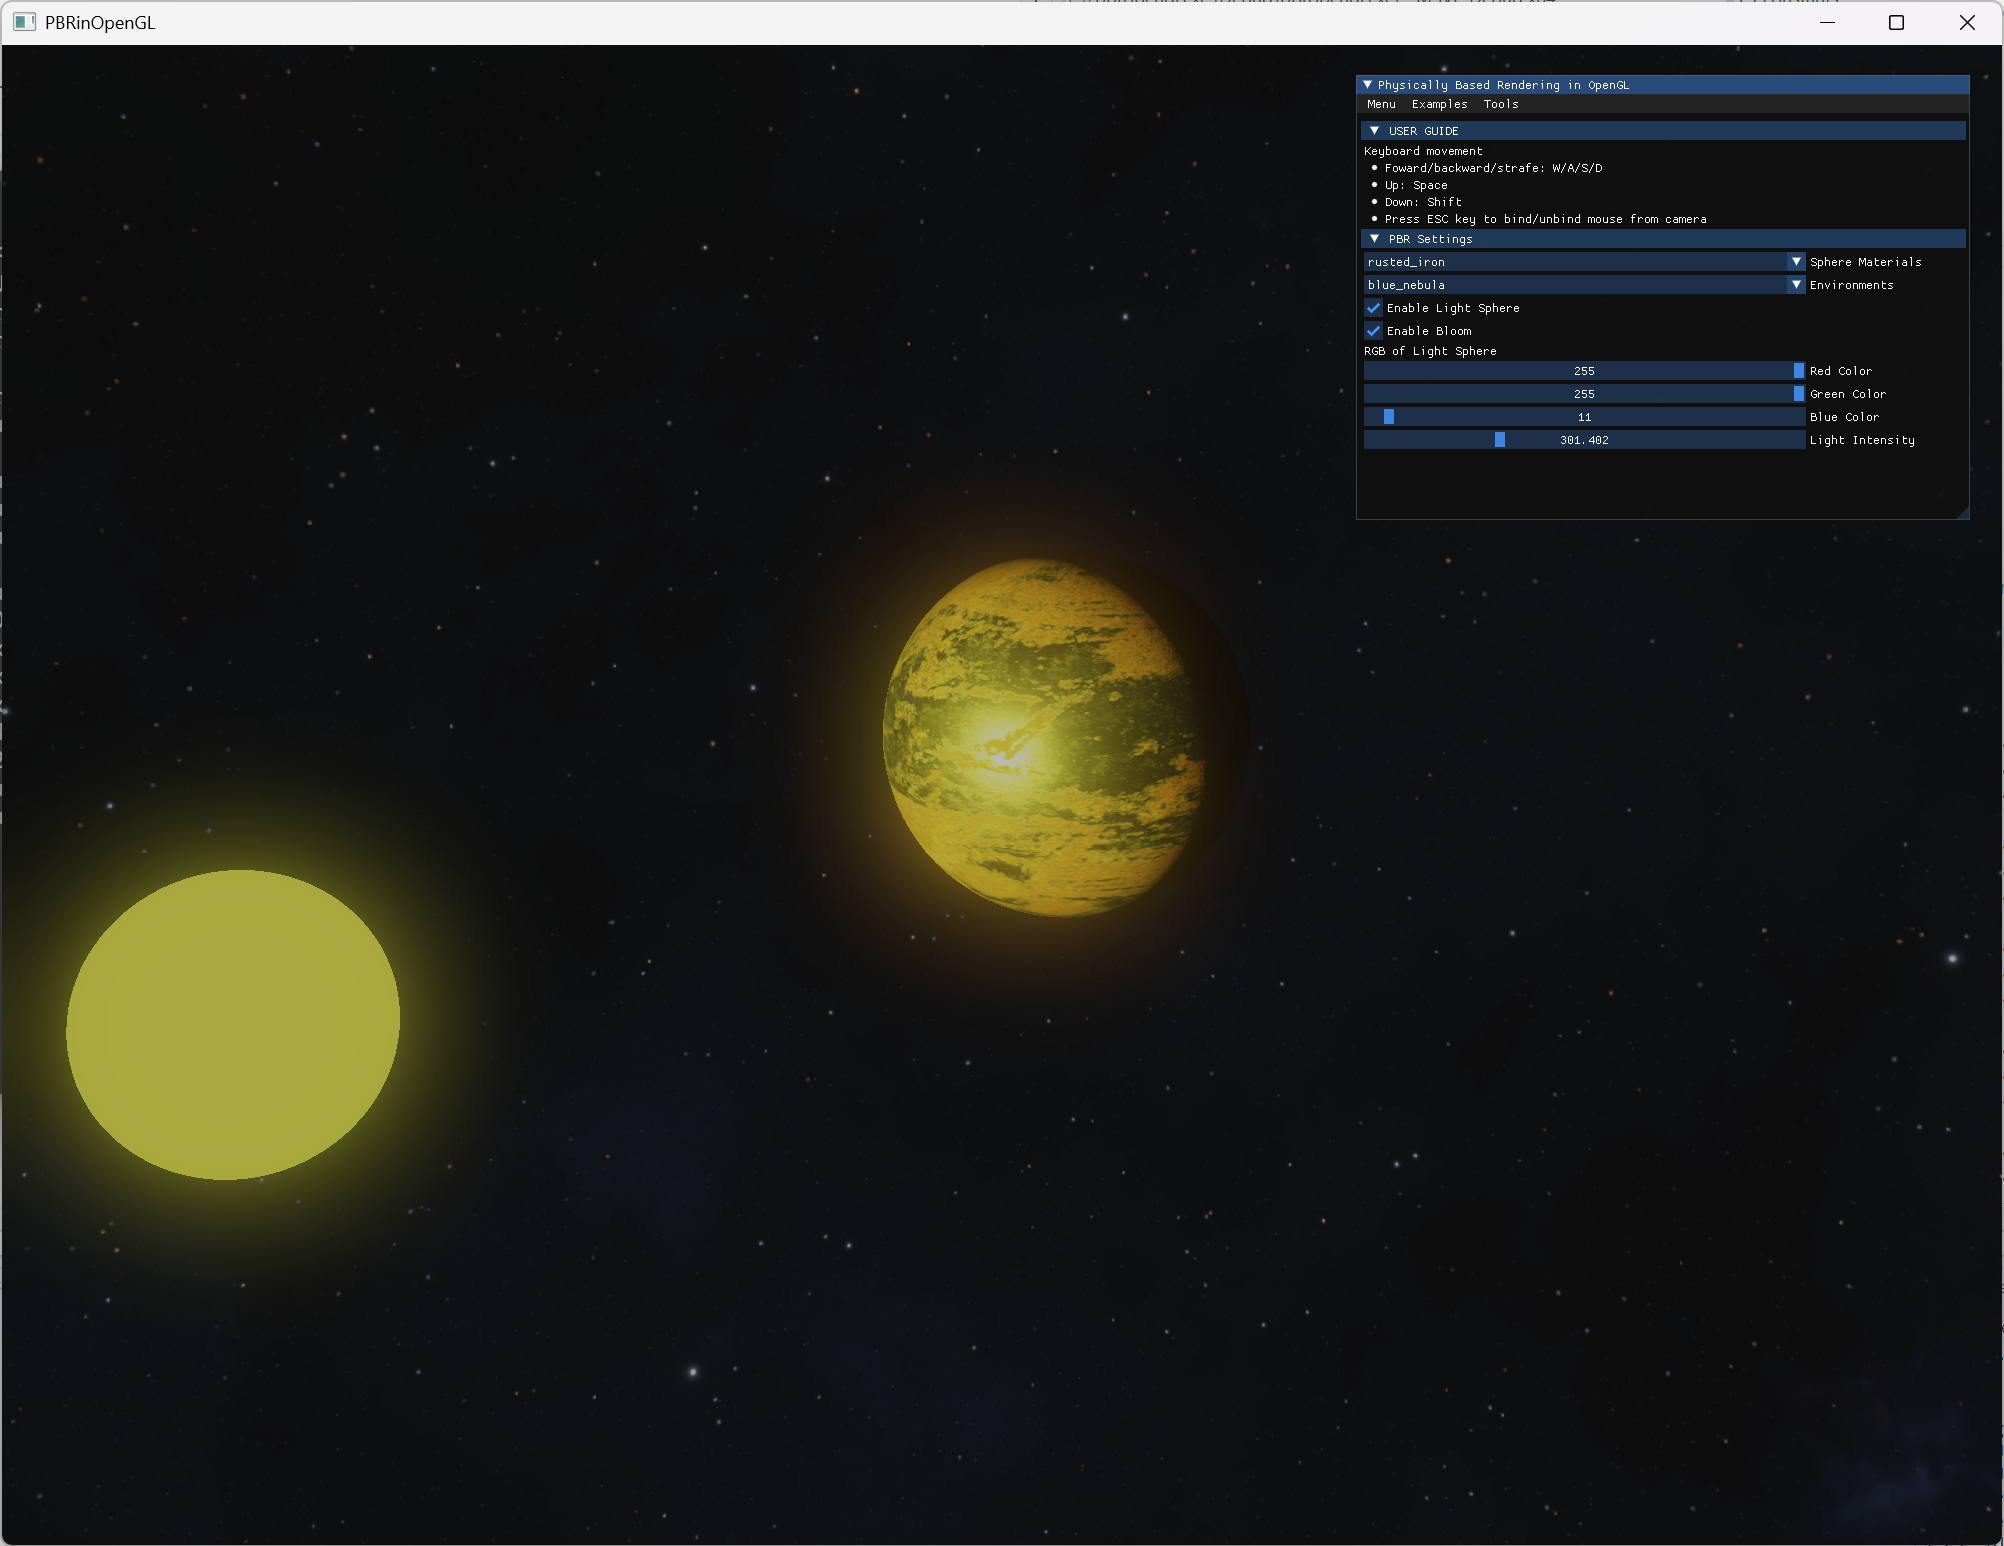 PBRinOpenGL
Physically Based Rendering in OpenGL
Menu Examples Tools
USER GUIDE
Keyboard movement
Foward/backward/strafe: W/A/S/D
Up: Space
Down: Shift
Press ESC key to bind/unbind mouse from camera
PBR Settings
rusted_iron Sphere Materials
blue_nebula Environments
Enable Light Sphere
Enable Bloom
RGB of Light Sphere
255 Red Color
255 Green Color
11 Blue Color
301.402 Light Intensity